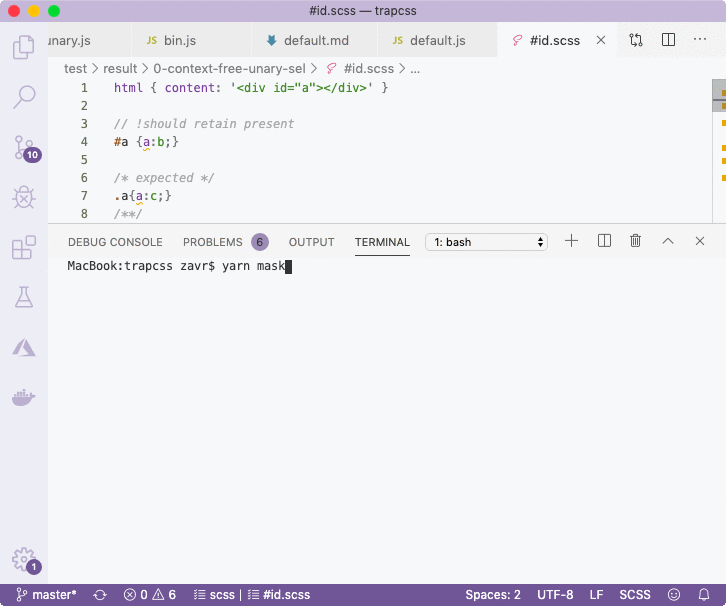 #id.scss — trapcss
unary.js
JS bin.js
default.md
JS default.js
#id.scss
test > result > 0-context-free-unary-sel > #id.scss > ...
1 html { content: '<div id="a"></div>' }
2
3 // !should retain present
4 #a {a:b;}
5
6 /* expected */
7 .a{a:c;}
8 /**/
10
DEBUG CONSOLE PROBLEMS 6 OUTPUT TERMINAL 1: bash
MacBook:trapcss zavr$ yarn mask
1
master* 0 6 scss | #id.scss Spaces: 2 UTF-8 LF SCSS